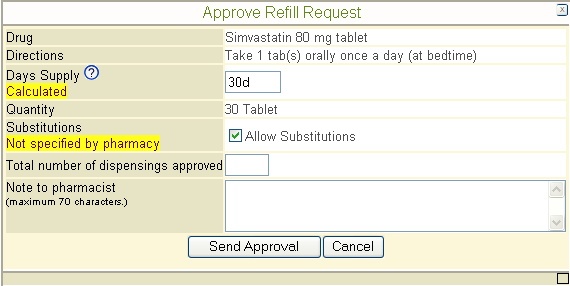 Approve Refill Request
x
Drug Simvastatin 80 mg tablet
Directions Take 1 tab(s) orally once a day (at bedtime)
Days Supply ? 30d
Calculated
Quantity 30 Tablet
Substitutions
Not specified by pharmacy Allow Substitutions
Total number of dispensings approved
Note to pharmacist
(maximum 70 characters.)
Send Approval Cancel